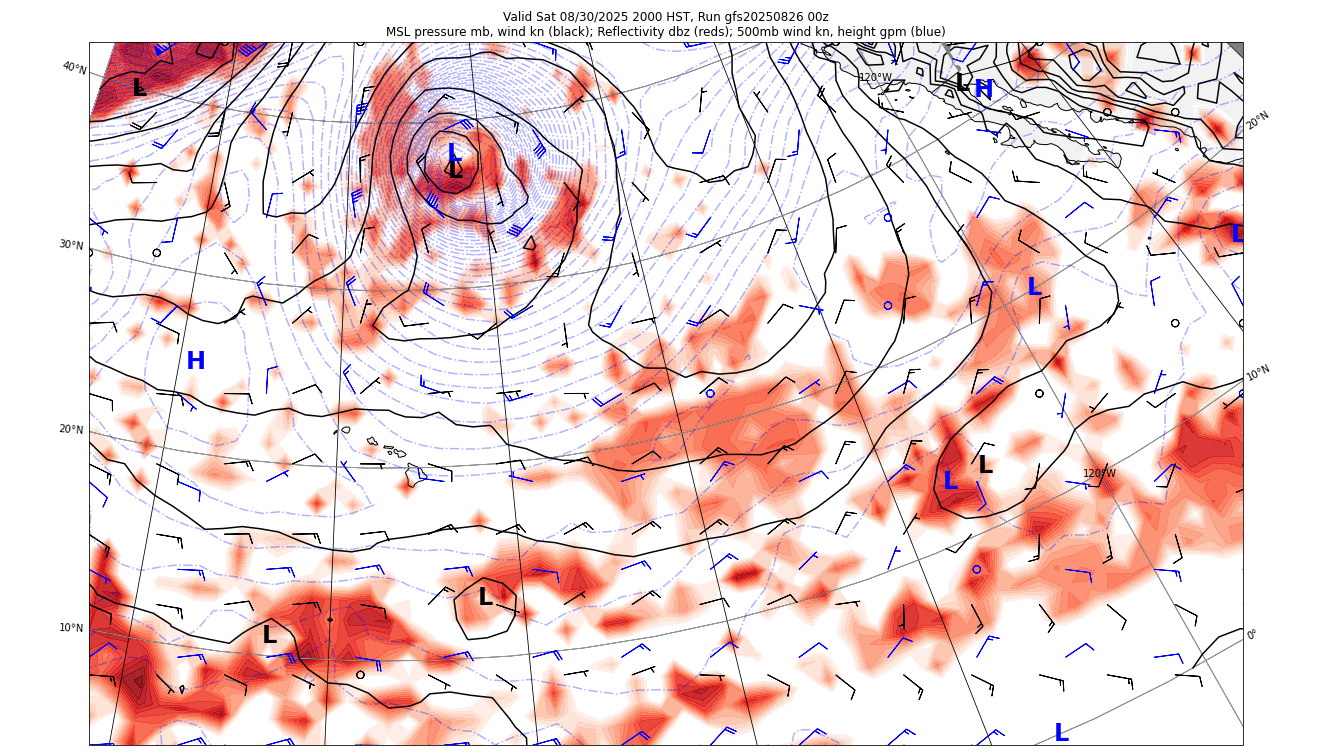 Valid Sat 08/30/2025 2000 HST, Run gfs20250826 00z
MSL pressure mb, wind kn (black); Reflectivity dbz (reds); 500mb wind kn, height gpm (blue)
40°N
L
120°W
L
H
20°N
L
L
30°N
L
L
H
10°N
20°N
L
L
120°W
L
10°N
L
0°
L